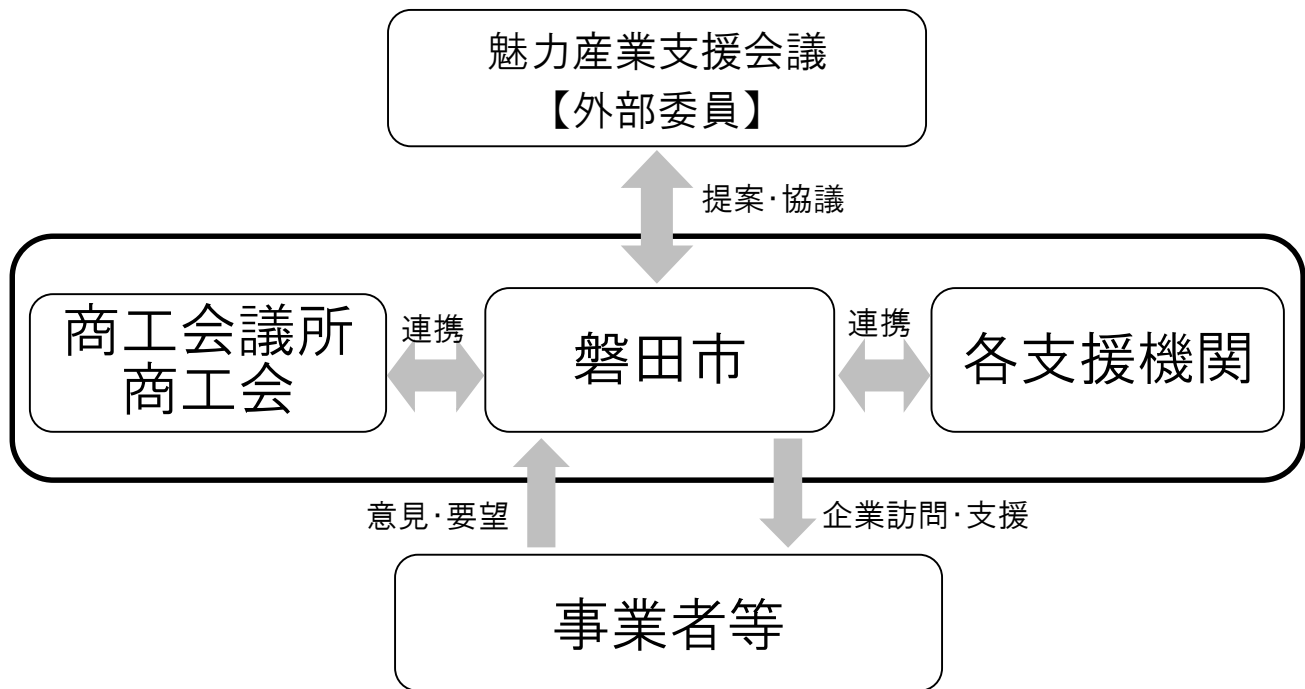 魅力産業支援会議
【外部委員】
提案・協議
商工会議所
商工会
連携
磐田市
連携
各支援機関
意見・要望
企業訪問・支援
事業者等